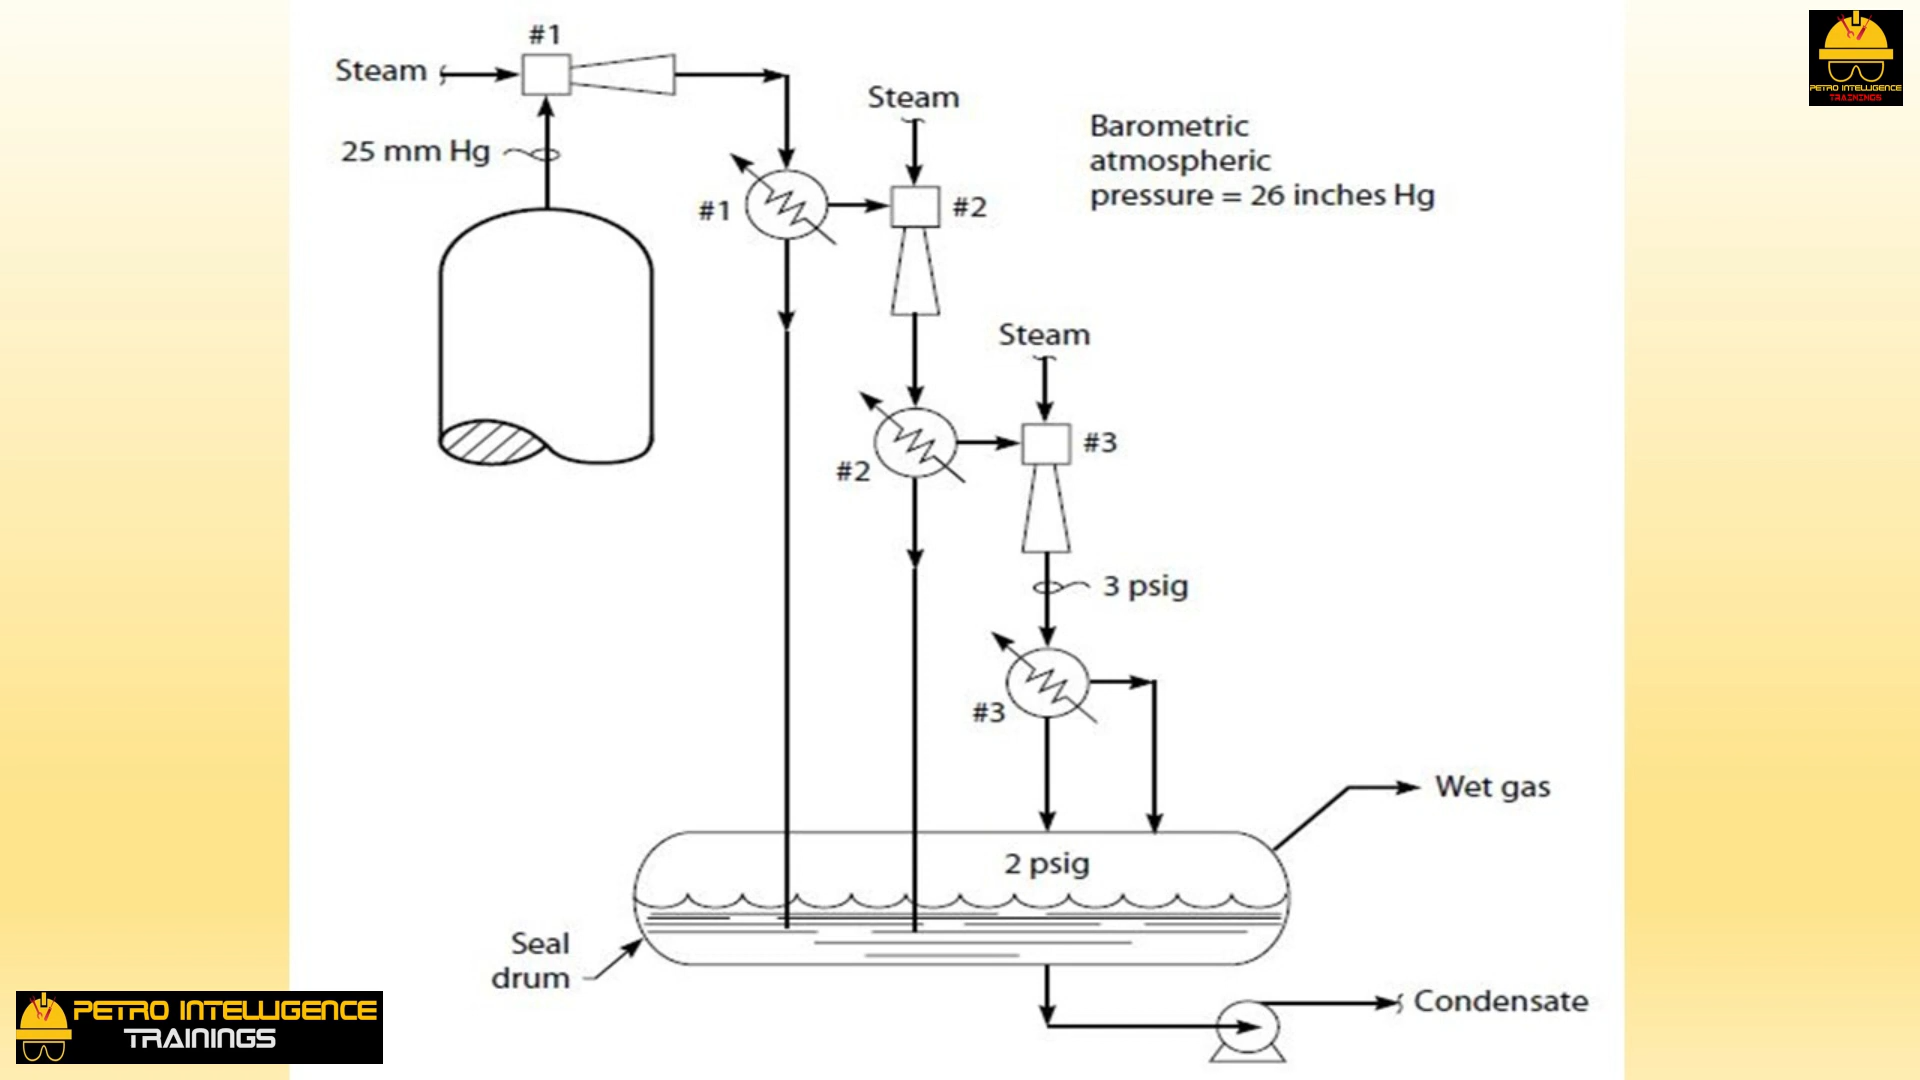 #1
Steam
Steam
25 mm Hg
Barometric
atmospheric
pressure = 26 inches Hg
#1
#2
Steam
#2
#3
3 psig
#3
Wet gas
2 psig
Seal
drum
Condensate
PETRO INTELLIGENCE
TRAININGS
PETRO INTELLIGENCE
TRAININGS